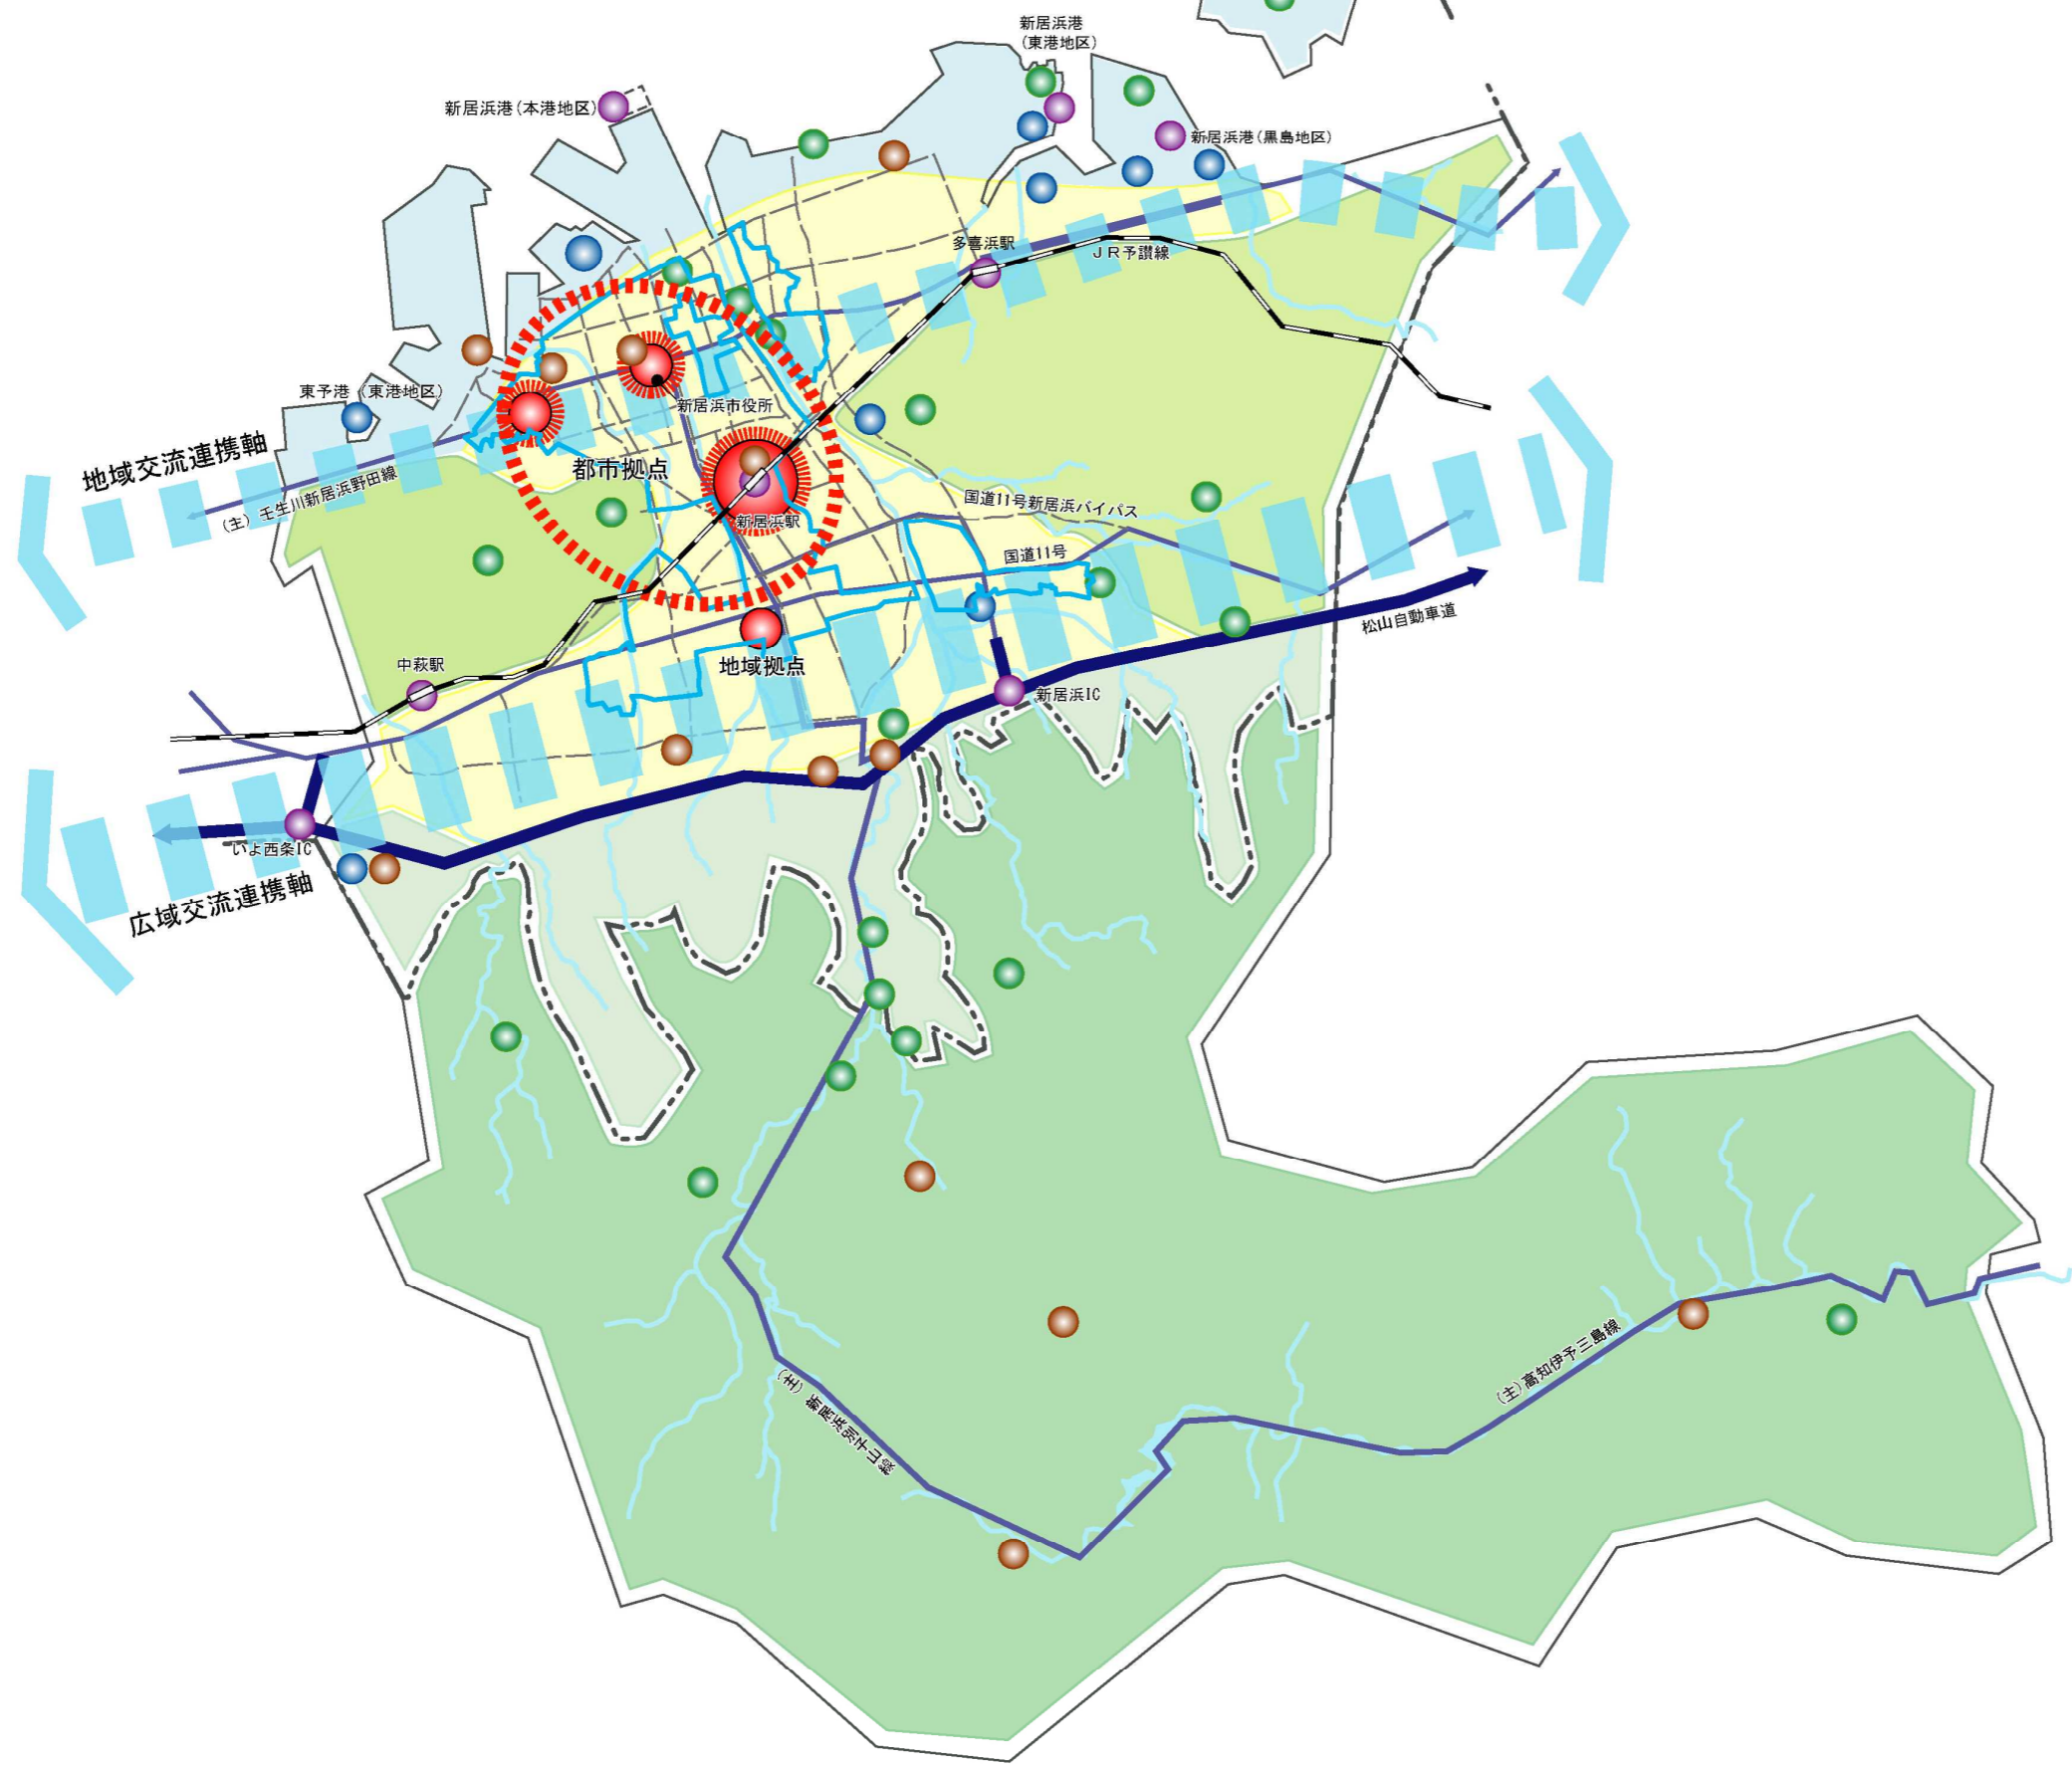 新居浜港
(東港地区)
新居浜港(本港地区)
新居浜港(黒島地区)
多喜浜駅
JR予讃線
東予港(東港地区)
新居浜市役所
地域交流連携軸
(主)壬生川新居浜野田線
都市拠点
新居浜駅
国道11号新居浜バイパス
国道11号
松山自動車道
地域拠点
中萩駅
新居浜IC
いよ西条IC
広域交流連携軸
(主)高知伊予三島線
(主)新居浜別子山線